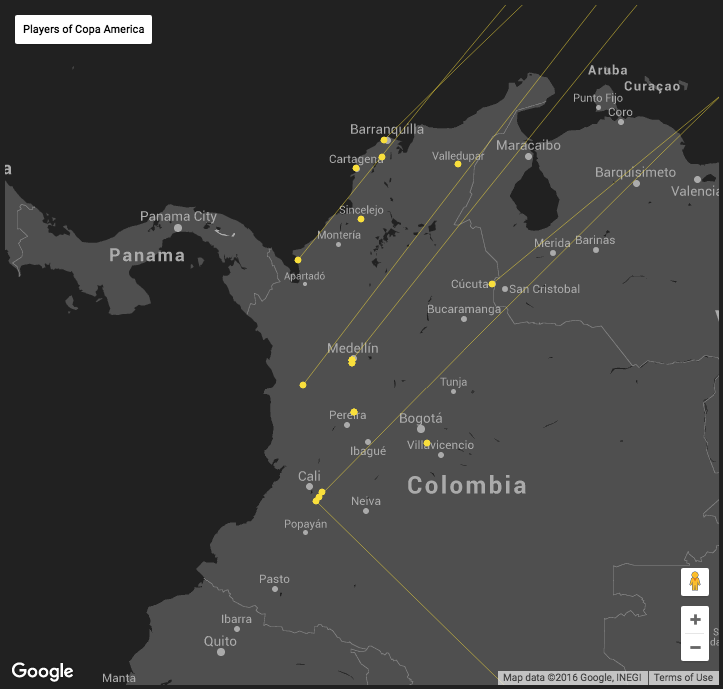 Players of Copa America
Aruba
Curaçao
Punto Fijo
Coro
Barranquilla
Maracaibo
Cartagena
Valledupar
a
Barquisimeto
Valencia
Sincelejo
Panama City
Montería
Merida
Barinas
Panama
Apartadó
Cúcuta
San Cristobal
Bucaramanga
Medellín
Tunja
Pereira
Bogotá
Villavicencio
Ibagué
Cali
Colombia
Neiva
Popayán
Pasto
Ibarra
Quito
+
−
Google
Manta
Map data ©2016 Google, INEGI
Terms of Use